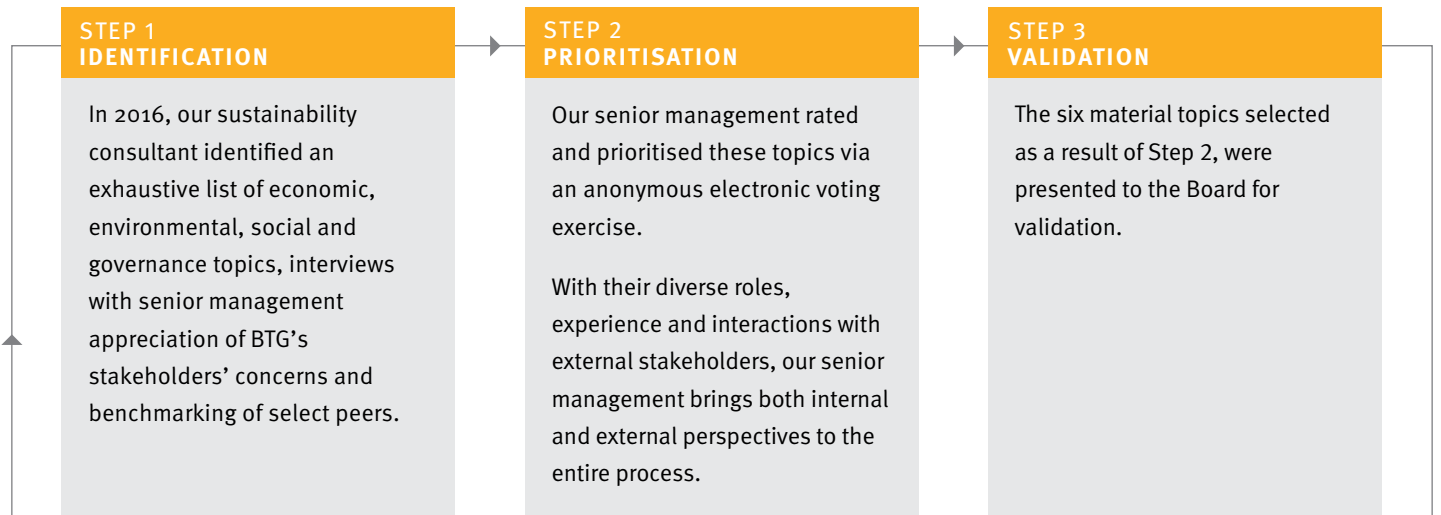 STEP 1
IDENTIFICATION
In 2016, our sustainability
consultant identified an
exhaustive list of economic,
environmental, social and
governance topics, interviews
with senior management
appreciation of BTG’s
stakeholders’ concerns and
benchmarking of select peers.
STEP 2
PRIORITISATION
Our senior management rated
and prioritised these topics via
an anonymous electronic voting
exercise.
With their diverse roles,
experience and interactions with
external stakeholders, our senior
management brings both internal
and external perspectives to the
entire process.
STEP 3
VALIDATION
The six material topics selected
as a result of Step 2, were
presented to the Board for
validation.